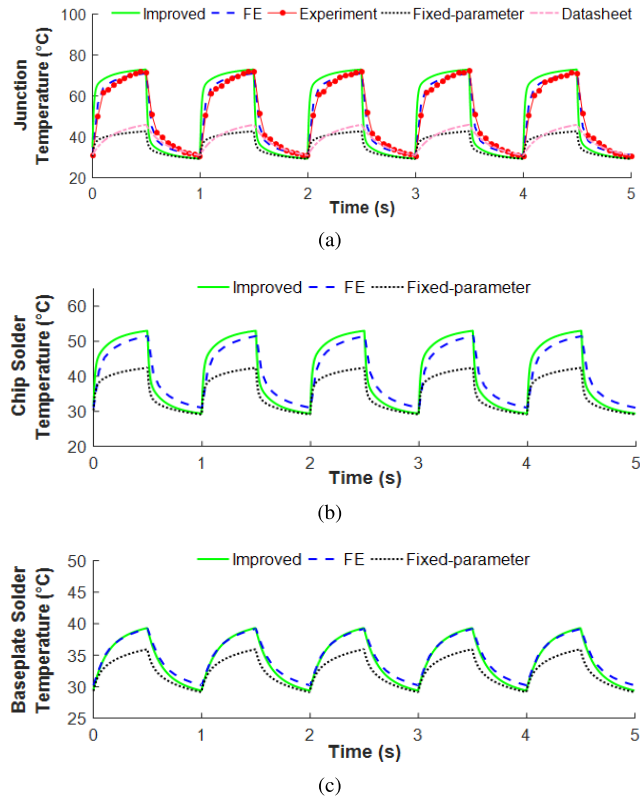 Improved FE Experiment Fixed-parameter Datasheet
Junction
Temperature (°C)
100
80
60
40
20
0 1 2 3 4 5
Time (s)
(a)
Improved FE Fixed-parameter
Chip Solder
Temperature (°C)
60
50
40
30
20
0 1 2 3 4 5
Time (s)
(b)
Improved FE Fixed-parameter
Baseplate Solder
Temperature (°C)
50
45
40
35
30
25
0 1 2 3 4 5
Time (s)
(c)